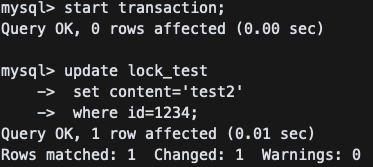 mysql> start transaction;
Query OK, 0 rows affected (0.00 sec)
mysql> update lock_test
    -> set content='test2'
    -> where id=1234;
Query OK, 1 row affected (0.01 sec)
Rows matched: 1  Changed: 1  Warnings: 0